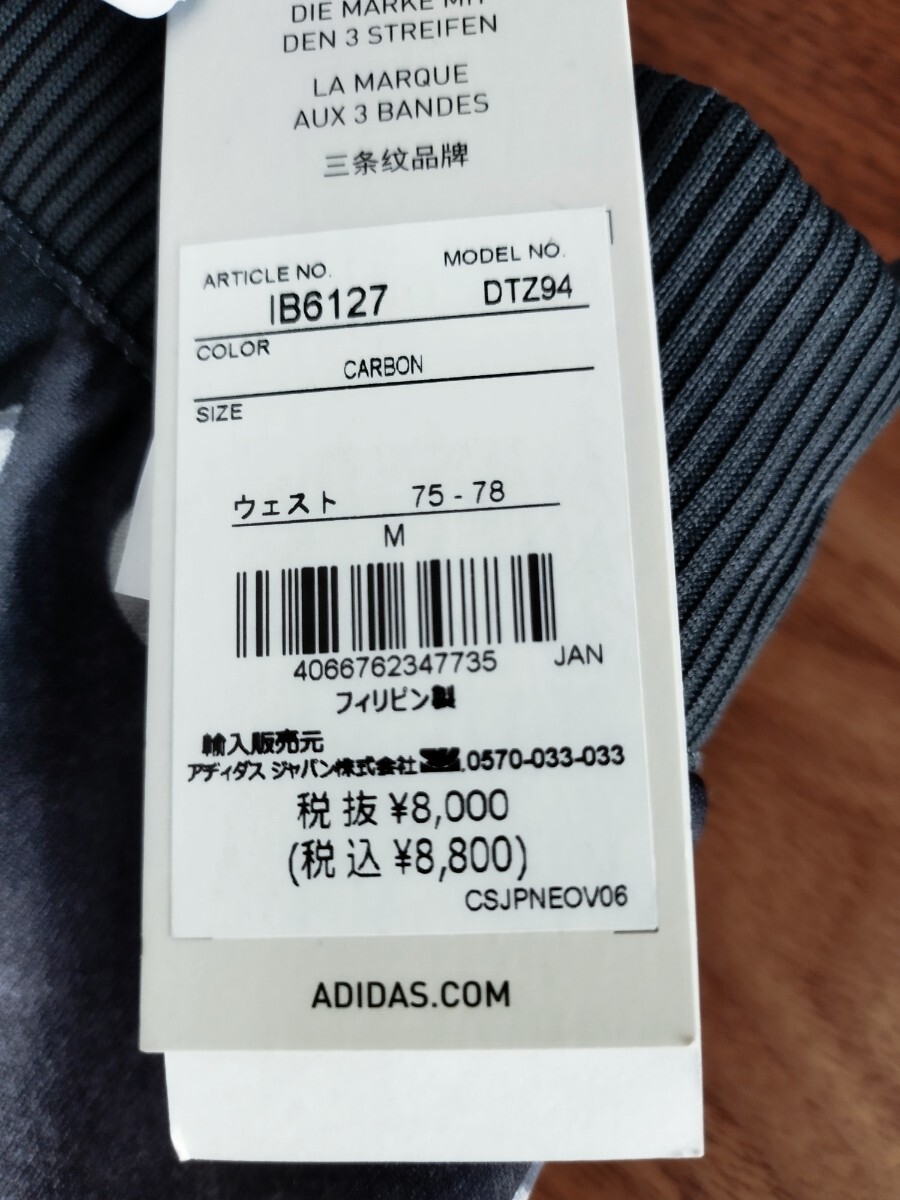 DIE MARKE MIT
DEN 3 STREIFEN
LA MARQUE
AUX 3 BANDES
三条纹品牌
ARTICLE NO. MODEL NO.
IB6127 DTZ94
COLOR
CARBON
SIZE
ウェスト 75 - 78
M
4066762347735 JAN
フィリピン製
輸入販売元
アディダス ジャパン株式会社 0570-033-033
税抜 ¥8,000
(税込 ¥8,800)
CSJPNEOV06
ADIDAS.COM